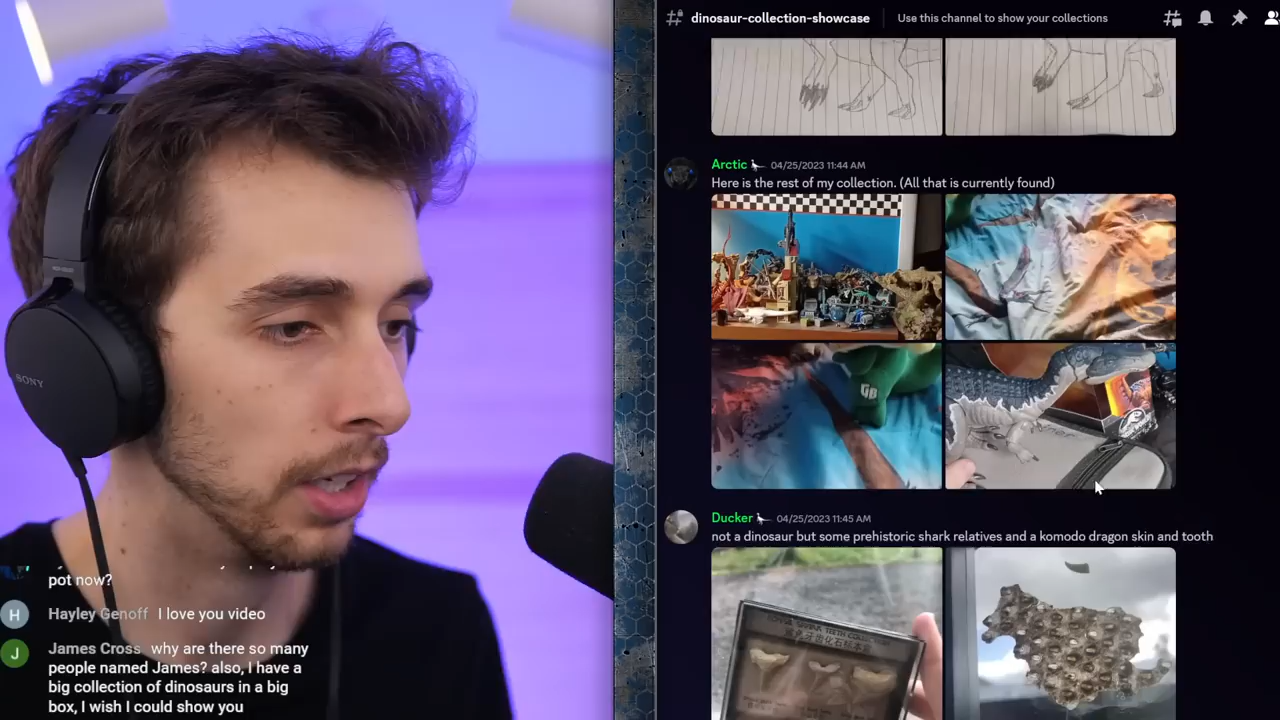 dinosaur-collection-showcase
Use this channel to show your collections
Arctic
04/25/2023 11:44 AM
Here is the rest of my collection. (All that is currently found)
GB
Ducker
04/25/2023 11:45 AM
not a dinosaur but some prehistoric shark relatives and a komodo dragon skin and tooth
SONY
pot now?
H
Hayley Genoff I love you video
J
James Cross why are there so many
people named James? also, I have a
big collection of dinosaurs in a big
box, I wish I could show you